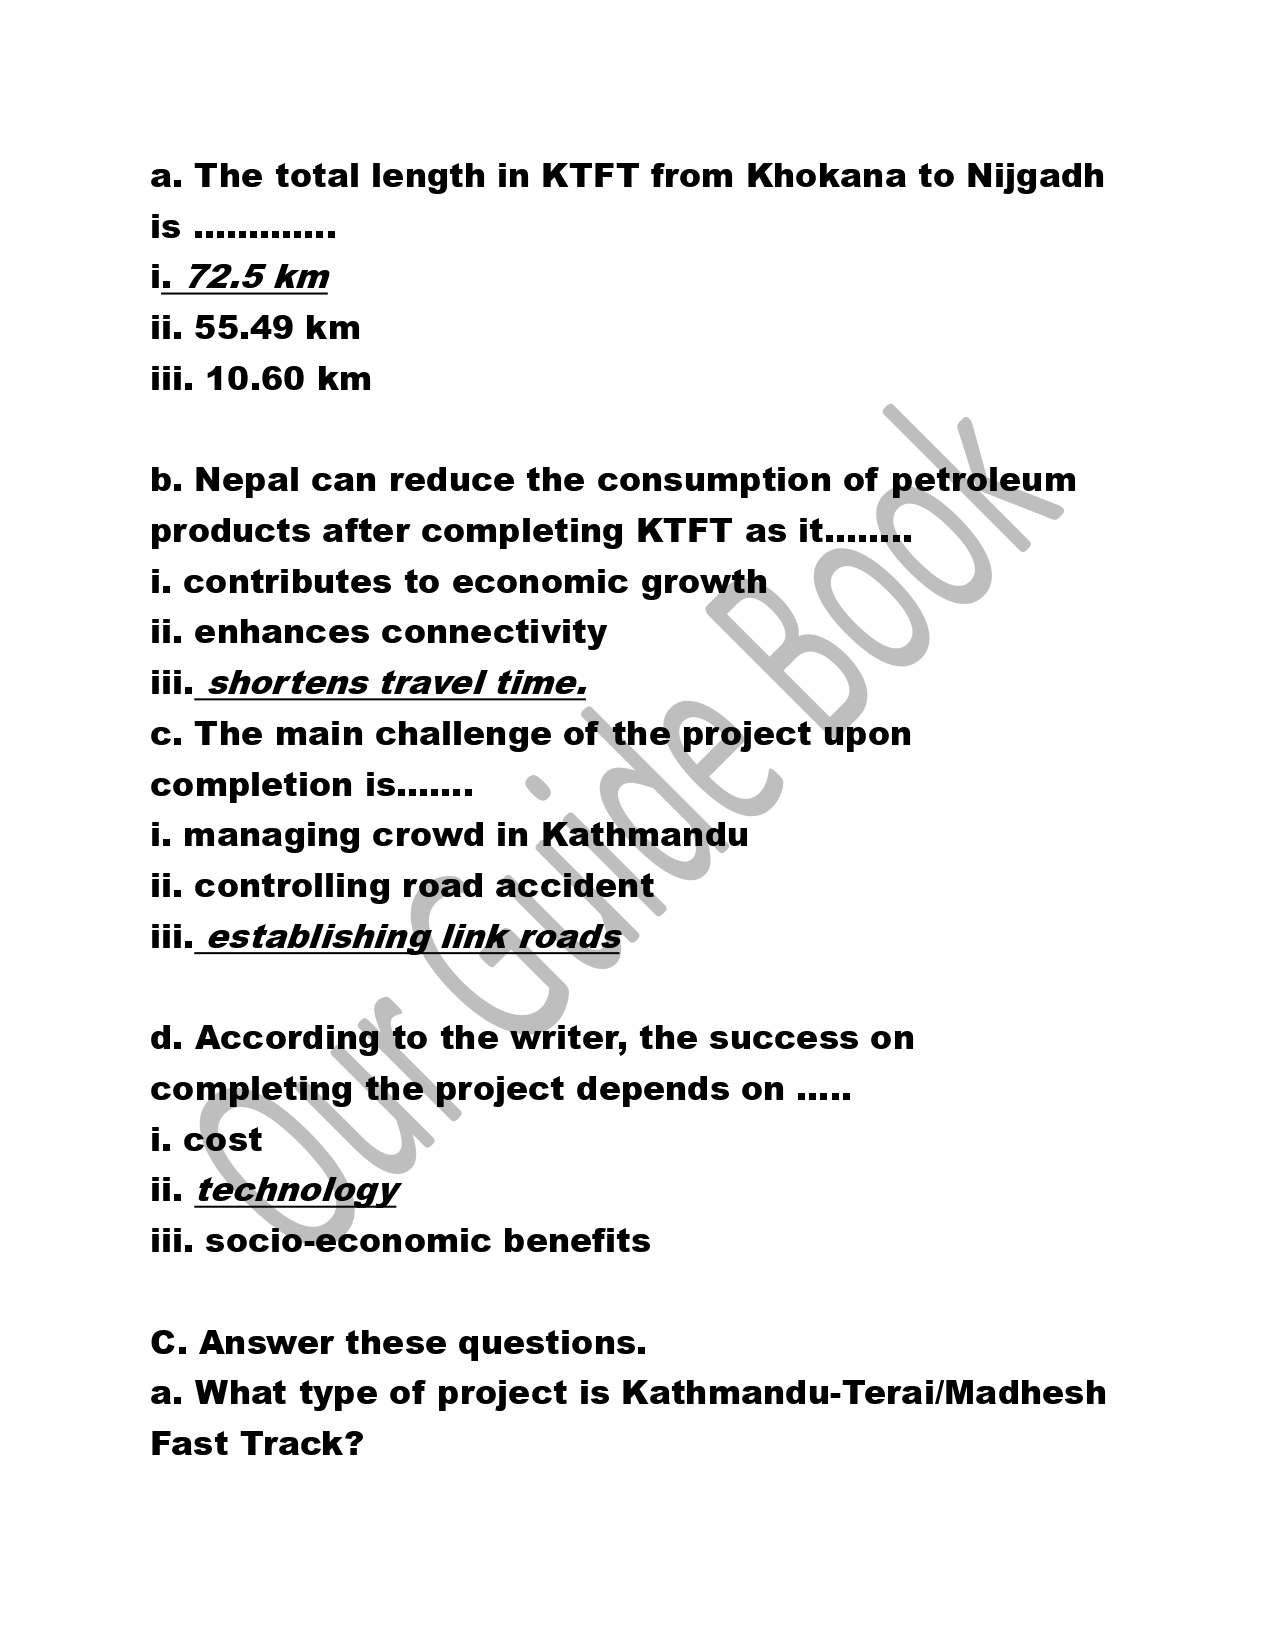 a. The total length in KTFT from Khokana to Nijgadh
is .............
i. 72.5 km
ii. 55.49 km
iii. 10.60 km
b. Nepal can reduce the consumption of petroleum
products after completing KTFT as it........
i. contributes to economic growth
ii. enhances connectivity
iii. shortens travel time.
c. The main challenge of the project upon
completion is.......
i. managing crowd in Kathmandu
ii. controlling road accident
iii. establishing link roads
d. According to the writer, the success on
completing the project depends on .....
i. cost
ii. technology
iii. socio-economic benefits
C. Answer these questions.
a. What type of project is Kathmandu-Terai/Madhesh
Fast Track?
Our Guide Book